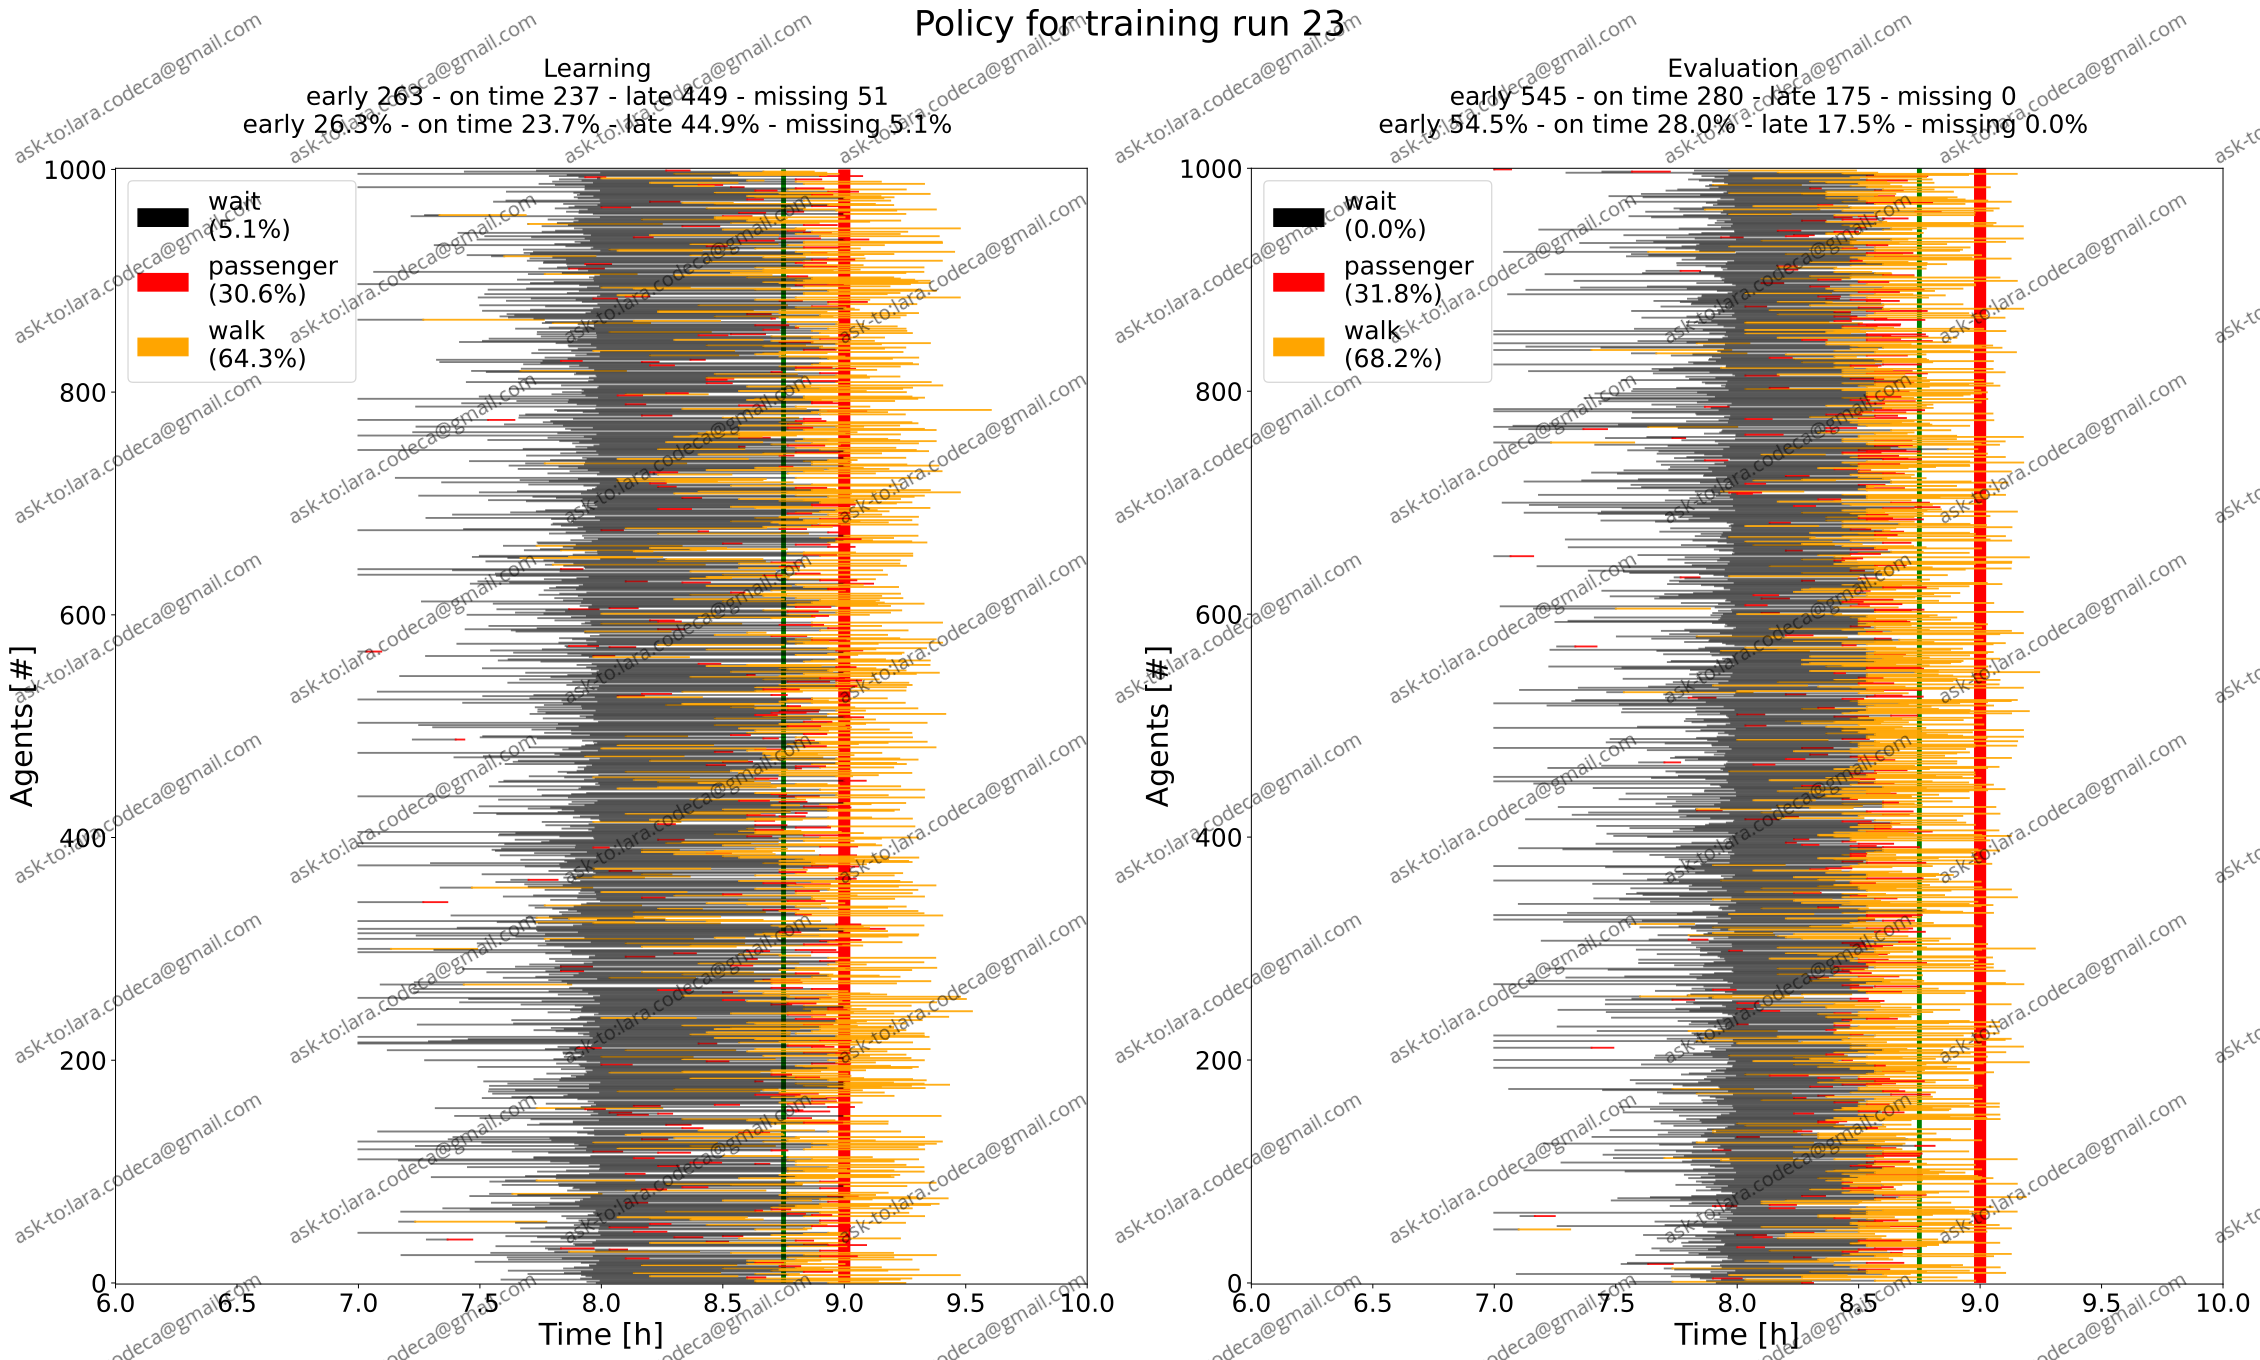 Policy for training run 23
Learning
early 263 - on time 237 - late 449 - missing 51
early 26.3% - on time 23.7% - late 44.9% - missing 5.1%
1000
800
600
400
200
0
Agents [#]
wait
(5.1%)
passenger
(30.6%)
walk
(64.3%)
6.0 6.5 7.0 7.5 8.0 8.5 9.0 9.5 10.0
Time [h]
Evaluation
early 545 - on time 280 - late 175 - missing 0
early 54.5% - on time 28.0% - late 17.5% - missing 0.0%
1000
800
600
400
200
0
Agents [#]
wait
(0.0%)
passenger
(31.8%)
walk
(68.2%)
6.0 6.5 7.0 7.5 8.0 8.5 9.0 9.5 10.0
Time [h]
ask-to:lara.codeca@gmail.com